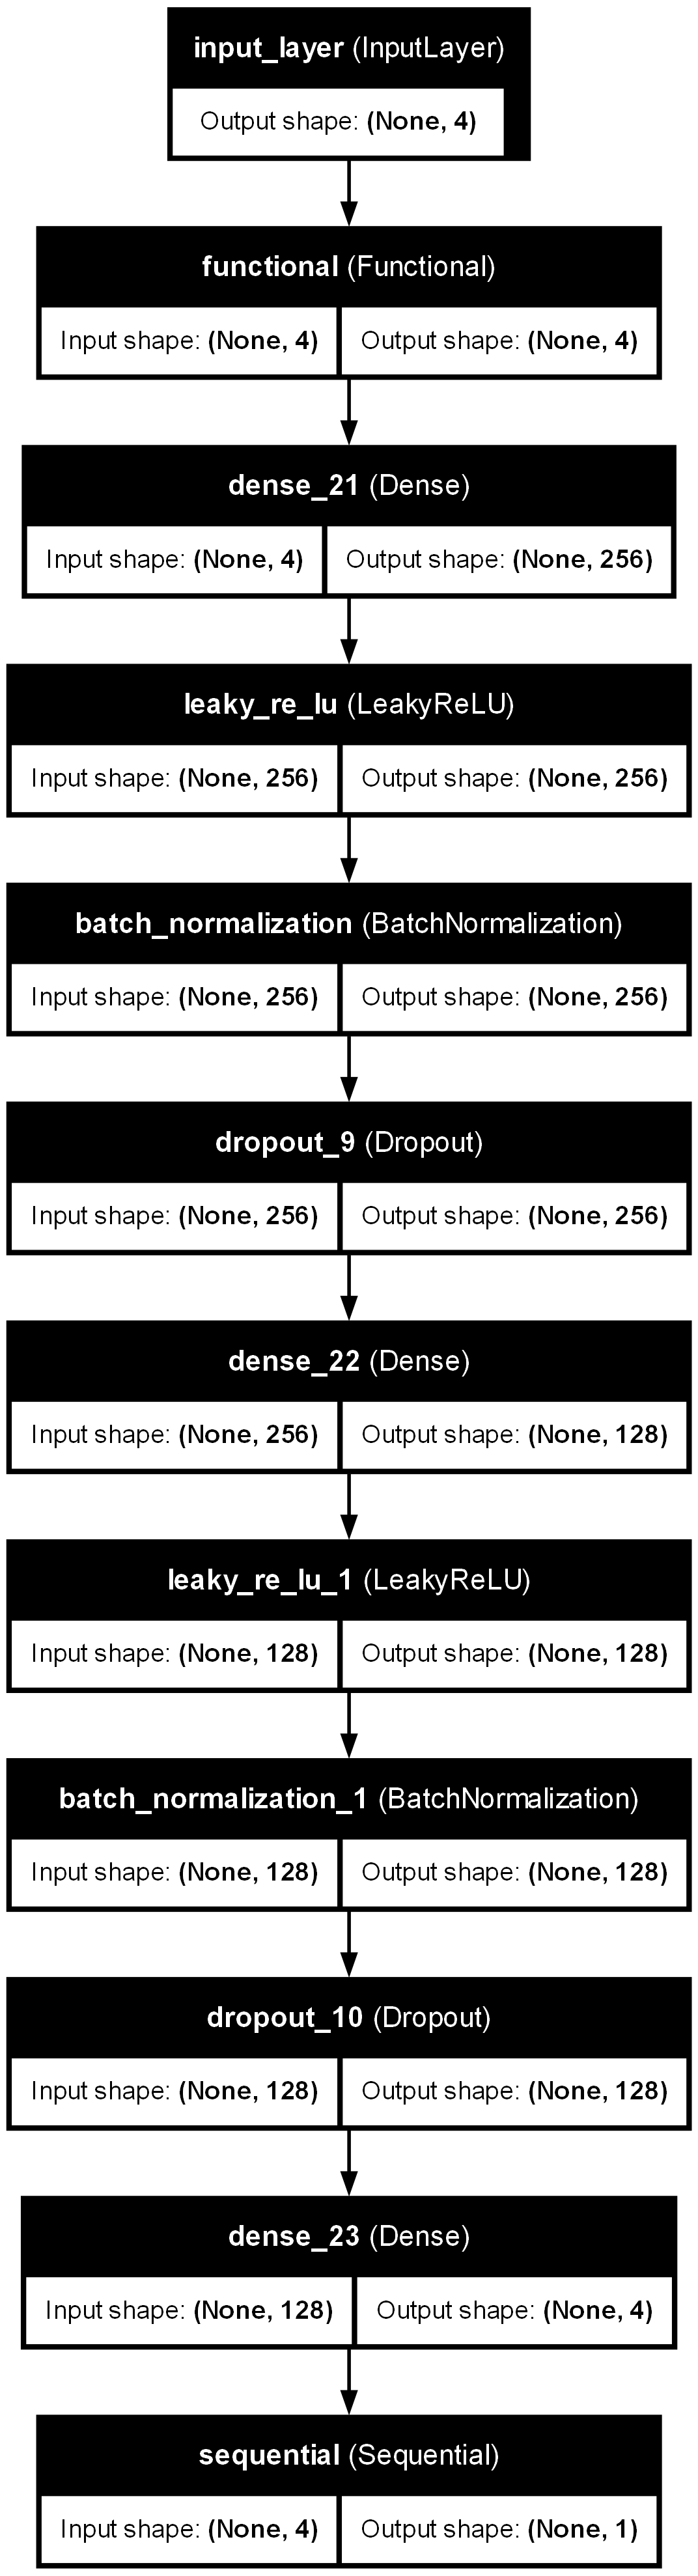 input_layer (InputLayer)
Output shape: (None, 4)
functional (Functional)
Input shape: (None, 4) Output shape: (None, 4)
dense_21 (Dense)
Input shape: (None, 4) Output shape: (None, 256)
leaky_re_lu (LeakyReLU)
Input shape: (None, 256) Output shape: (None, 256)
batch_normalization (BatchNormalization)
Input shape: (None, 256) Output shape: (None, 256)
dropout_9 (Dropout)
Input shape: (None, 256) Output shape: (None, 256)
dense_22 (Dense)
Input shape: (None, 256) Output shape: (None, 128)
leaky_re_lu_1 (LeakyReLU)
Input shape: (None, 128) Output shape: (None, 128)
batch_normalization_1 (BatchNormalization)
Input shape: (None, 128) Output shape: (None, 128)
dropout_10 (Dropout)
Input shape: (None, 128) Output shape: (None, 128)
dense_23 (Dense)
Input shape: (None, 128) Output shape: (None, 4)
sequential (Sequential)
Input shape: (None, 4) Output shape: (None, 1)